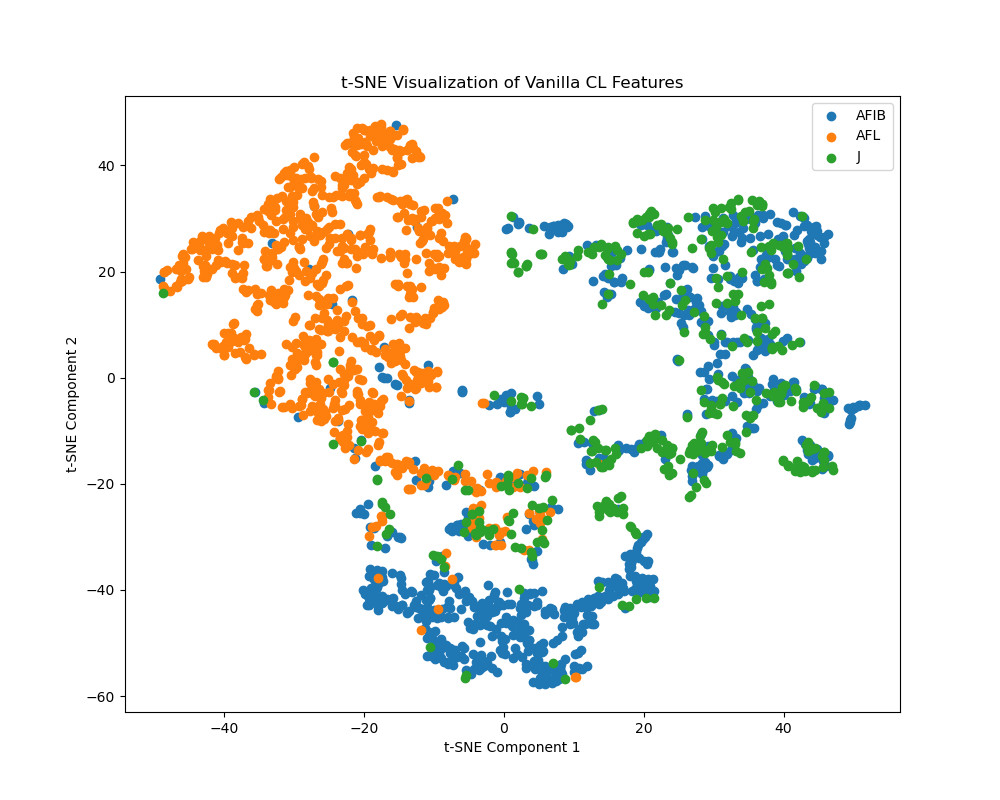 t-SNE Visualization of Vanilla CL Features
AFIB
AFL
J
40
20
0
−20
−40
−60
t-SNE Component 2
−40
−20
0
20
40
t-SNE Component 1